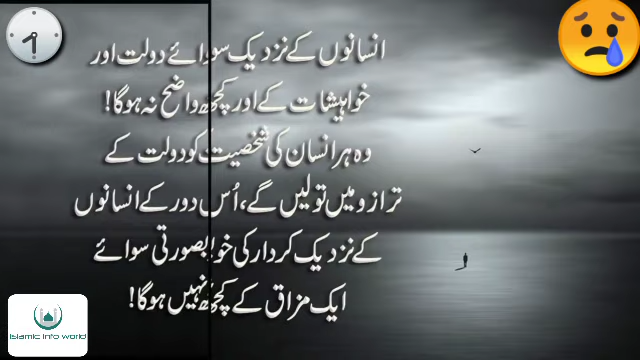 انسانوں کے نزدیک سوائے دولت اور
خواہیشات کے اور کچھ واضح نہ ہوگا!
وہ ہر انسان کی شخصیت کو دولت کے
ترازو میں تولیں گے، اُس دور کے انسانوں
کے نزدیک کردار کی خوبصورتی سوائے
ایک مزاق کے کچھ نہیں ہوگا!
islamic info world